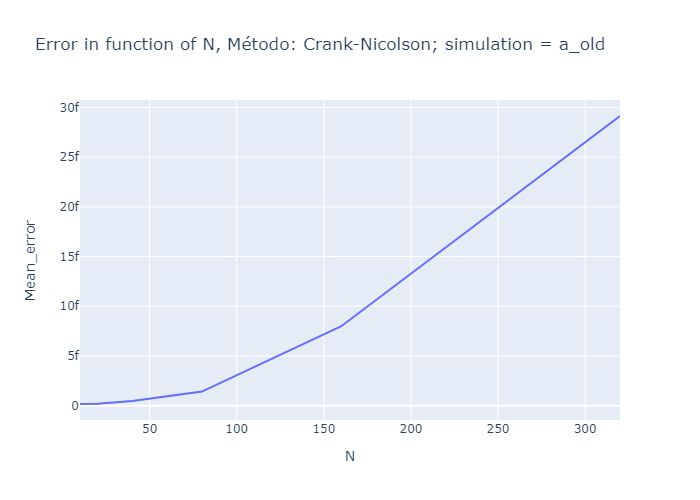 Error in function of N, Método: Crank-Nicolson; simulation = a_old
30f
25f
20f
15f
10f
5f
0
Mean_error
50 100 150 200 250 300
N